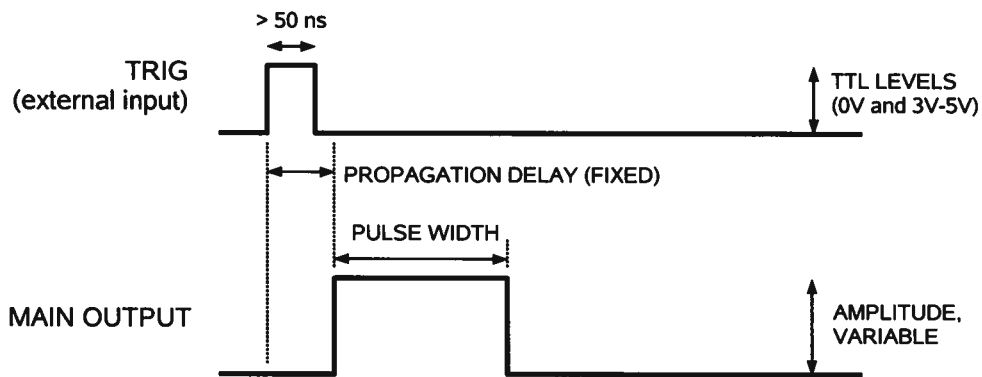 > 50 ns
TRIG
(external input)
TTL LEVELS
(0V and 3V-5V)
PROPAGATION DELAY (FIXED)
PULSE WIDTH
MAIN OUTPUT
AMPLITUDE,
VARIABLE